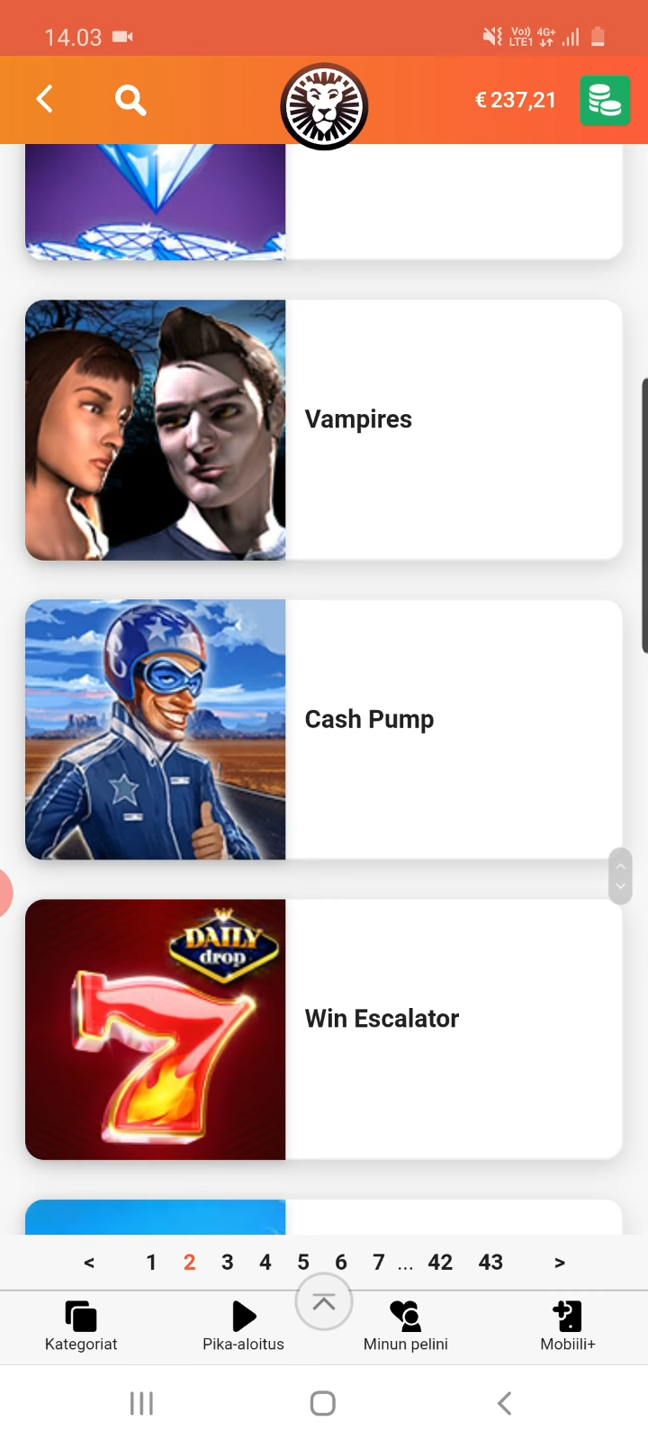 14.03
Vo)) 4G+
LTE1
€ 237,21
Vampires
Cash Pump
DAILY
drop
Win Escalator
< 1 2 3 4 5 6 7 ... 42 43 >
Kategoriat Pika-aloitus Minun pelini Mobiili+